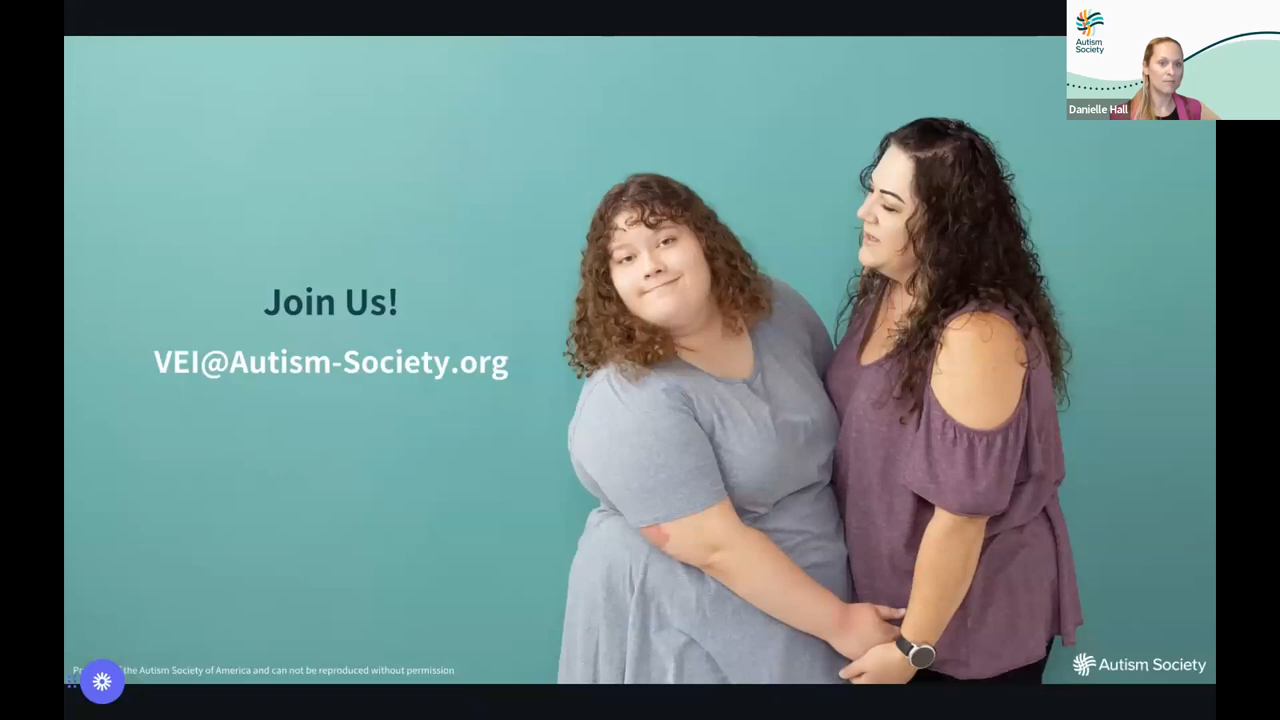 Autism
Society
Danielle Hall
Join Us!
VEI@Autism-Society.org
the Autism Society of America and can not be reproduced without permission
Autism Society